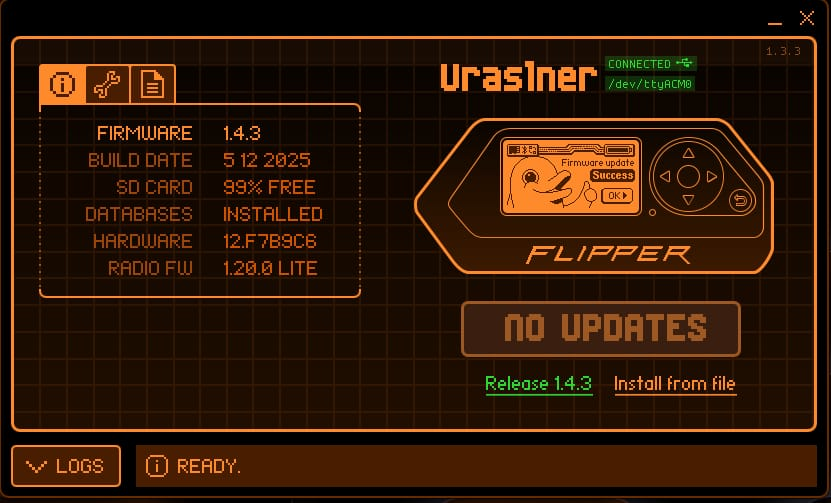 1.3.3
Vras1ner
CONNECTED
/dev/ttyACM0
FIRMWARE 1.4.3
BUILD DATE 5 12 2025
SD CARD 99% FREE
DATABASES INSTALLED
HARDWARE 12.F7B9C6
RADIO FW 1.20.0 LITE
Firmware update
Success
OK
FLIPPER
NO UPDATES
Release 1.4.3 Install from file
LOGS
READY.